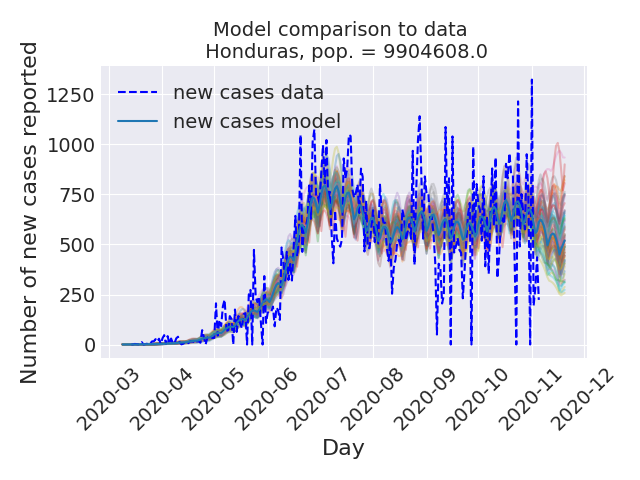 Model comparison to data
Honduras, pop. = 9904608.0
Number of new cases reported
1250
1000
750
500
250
0
new cases data
new cases model
2020-03
2020-04
2020-05
2020-06
2020-07
2020-08
2020-09
2020-10
2020-11
2020-12
Day